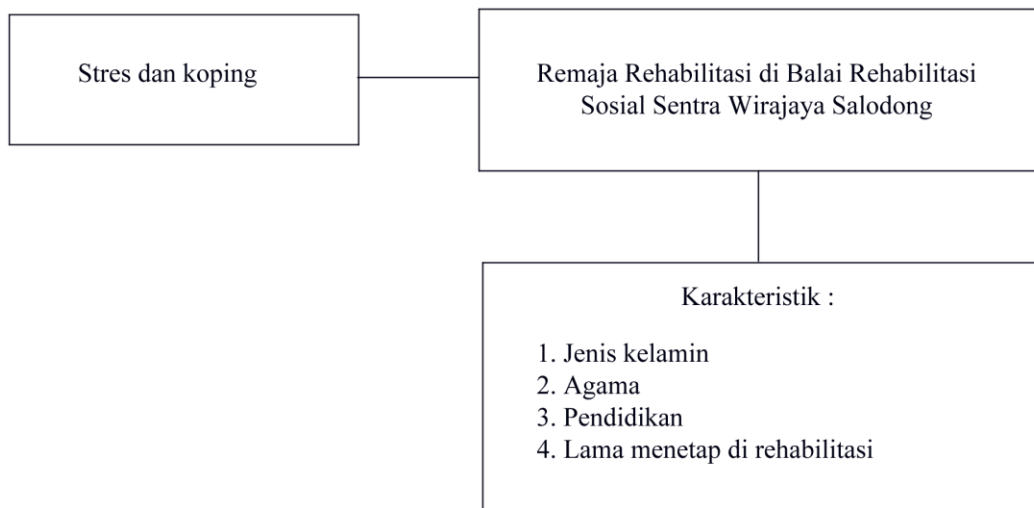 Stres dan koping
Remaja Rehabilitasi di Balai Rehabilitasi
Sosial Sentra Wirajaya Salodong
Karakteristik :
1. Jenis kelamin
2. Agama
3. Pendidikan
4. Lama menetap di rehabilitasi